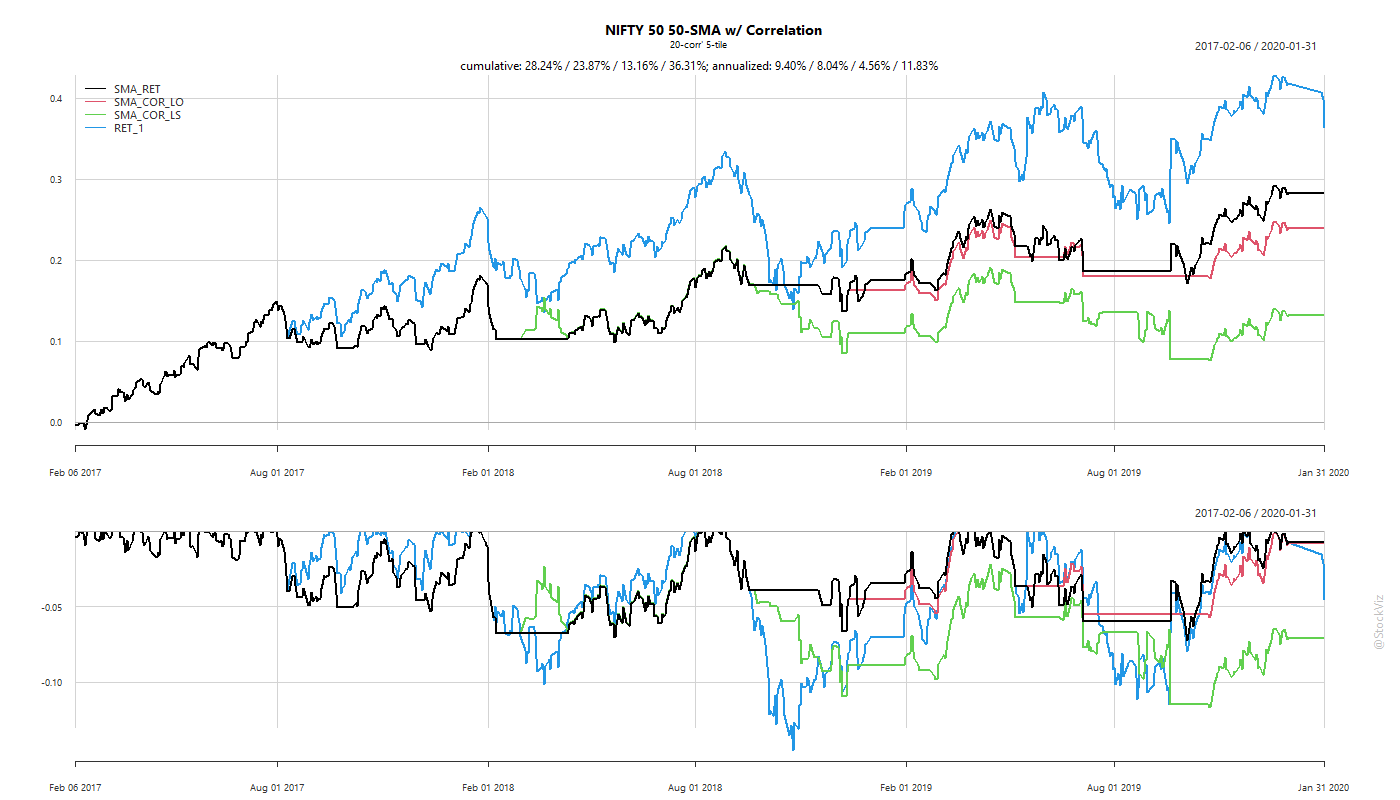 NIFTY 50 50-SMA w/ Correlation
20-corr' 5-tile
2017-02-06 / 2020-01-31
cumulative: 28.24% / 23.87% / 13.16% / 36.31%; annualized: 9.40% / 8.04% / 4.56% / 11.83%
SMA_RET
SMA_COR_LO
SMA_COR_LS
RET_1
0.4
0.3
0.2
0.1
0.0
Feb 06 2017 Aug 01 2017 Feb 01 2018 Aug 01 2018 Feb 01 2019 Aug 01 2019 Jan 31 2020
2017-02-06 / 2020-01-31
-0.05
-0.10
Feb 06 2017 Aug 01 2017 Feb 01 2018 Aug 01 2018 Feb 01 2019 Aug 01 2019 Jan 31 2020
@StockViz